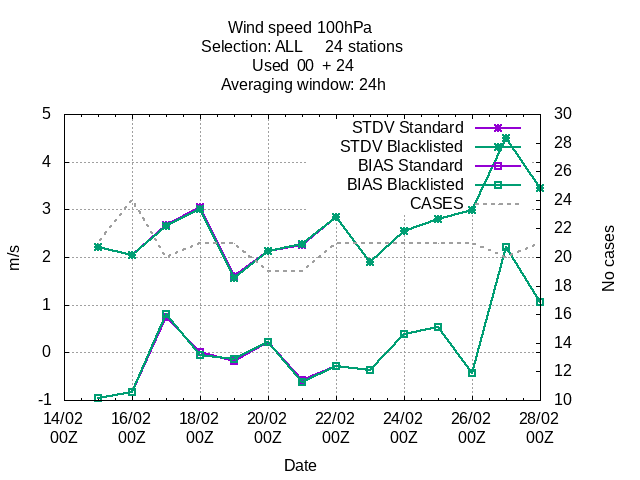 Wind speed 100hPa
Selection: ALL     24 stations
Used  00  + 24
Averaging window: 24h
5
4
3
2
1
0
-1
30
28
26
24
22
20
18
16
14
12
10
STDV Standard
STDV Blacklisted
BIAS Standard
BIAS Blacklisted
CASES
m/s
No cases
14/02 16/02 18/02 20/02 22/02 24/02 26/02 28/02
00Z 00Z 00Z 00Z 00Z 00Z 00Z 00Z
Date